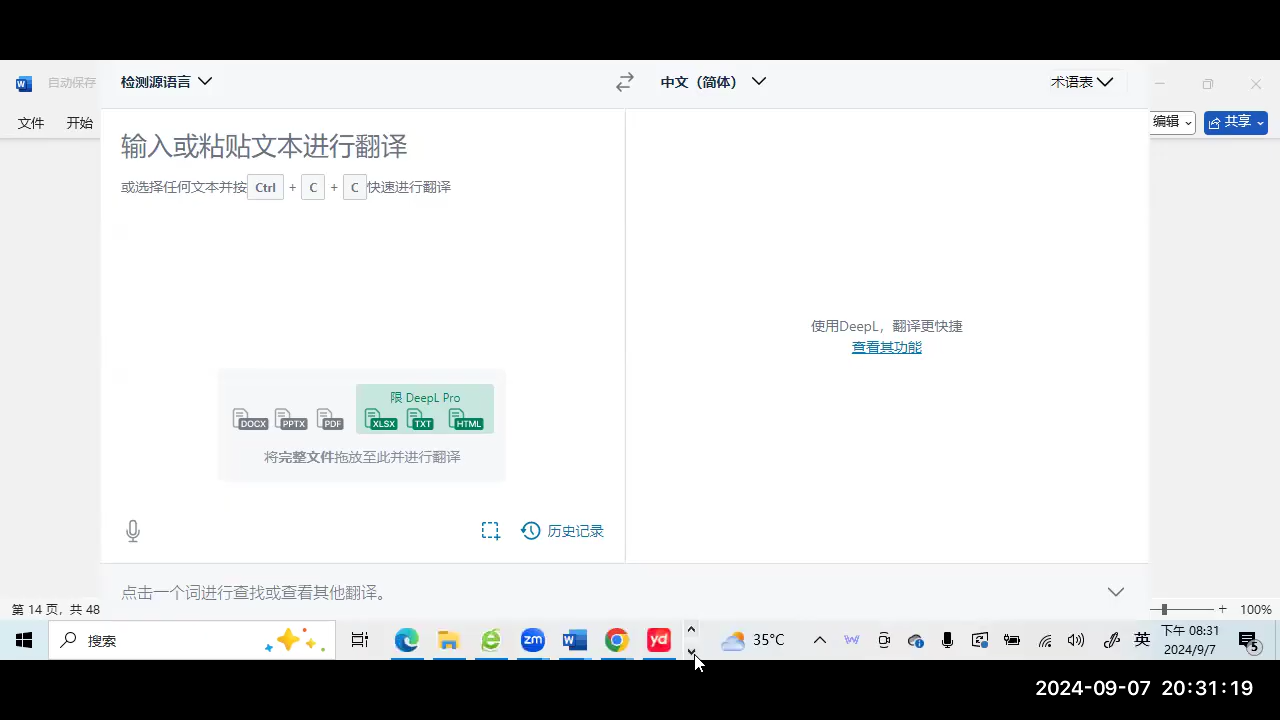 自动保存
检测源语言
中文（简体）
术语表
文件 开始
编辑
共享
输入或粘贴文本进行翻译
或选择任何文本并按 Ctrl + C + C 快速进行翻译
使用DeepL，翻译更快捷
查看其功能
限 DeepL Pro
DOCX PPTX PDF XLSX TXT HTML
将完整文件拖放至此并进行翻译
历史记录
点击一个词进行查找或查看其他翻译。
第 14 页，共 48
100%
搜索
zm
yd
35°C
英
下午 08:31
2024/9/7
5
2024-09-07 20:31:19